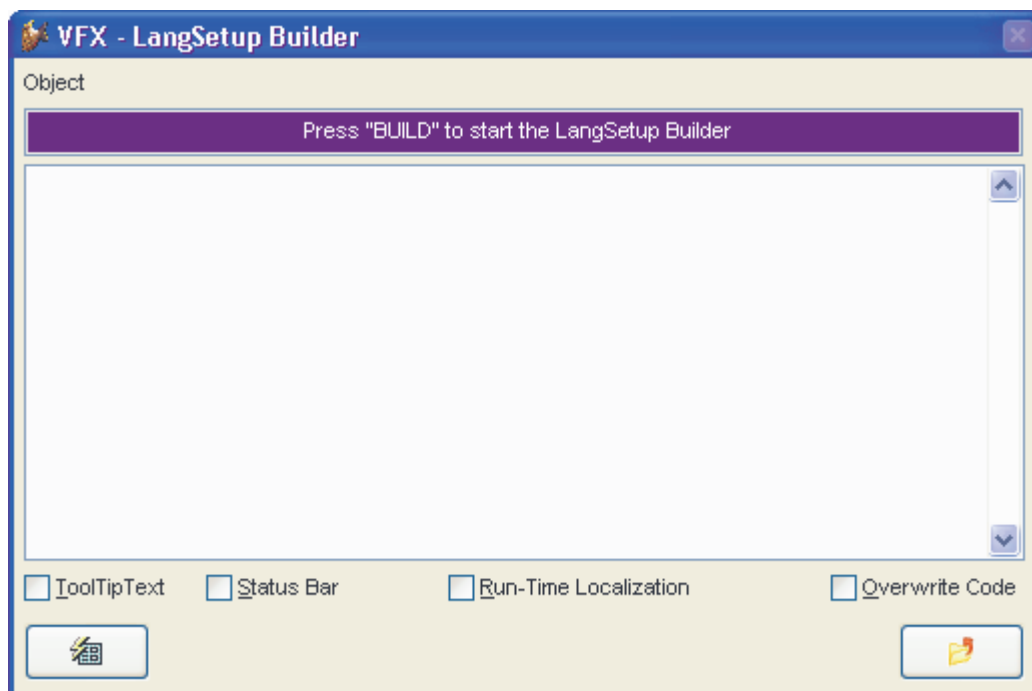 VFX - LangSetup Builder
Object
Press "BUILD" to start the LangSetup Builder
ToolTipText Status Bar Run-Time Localization Overwrite Code